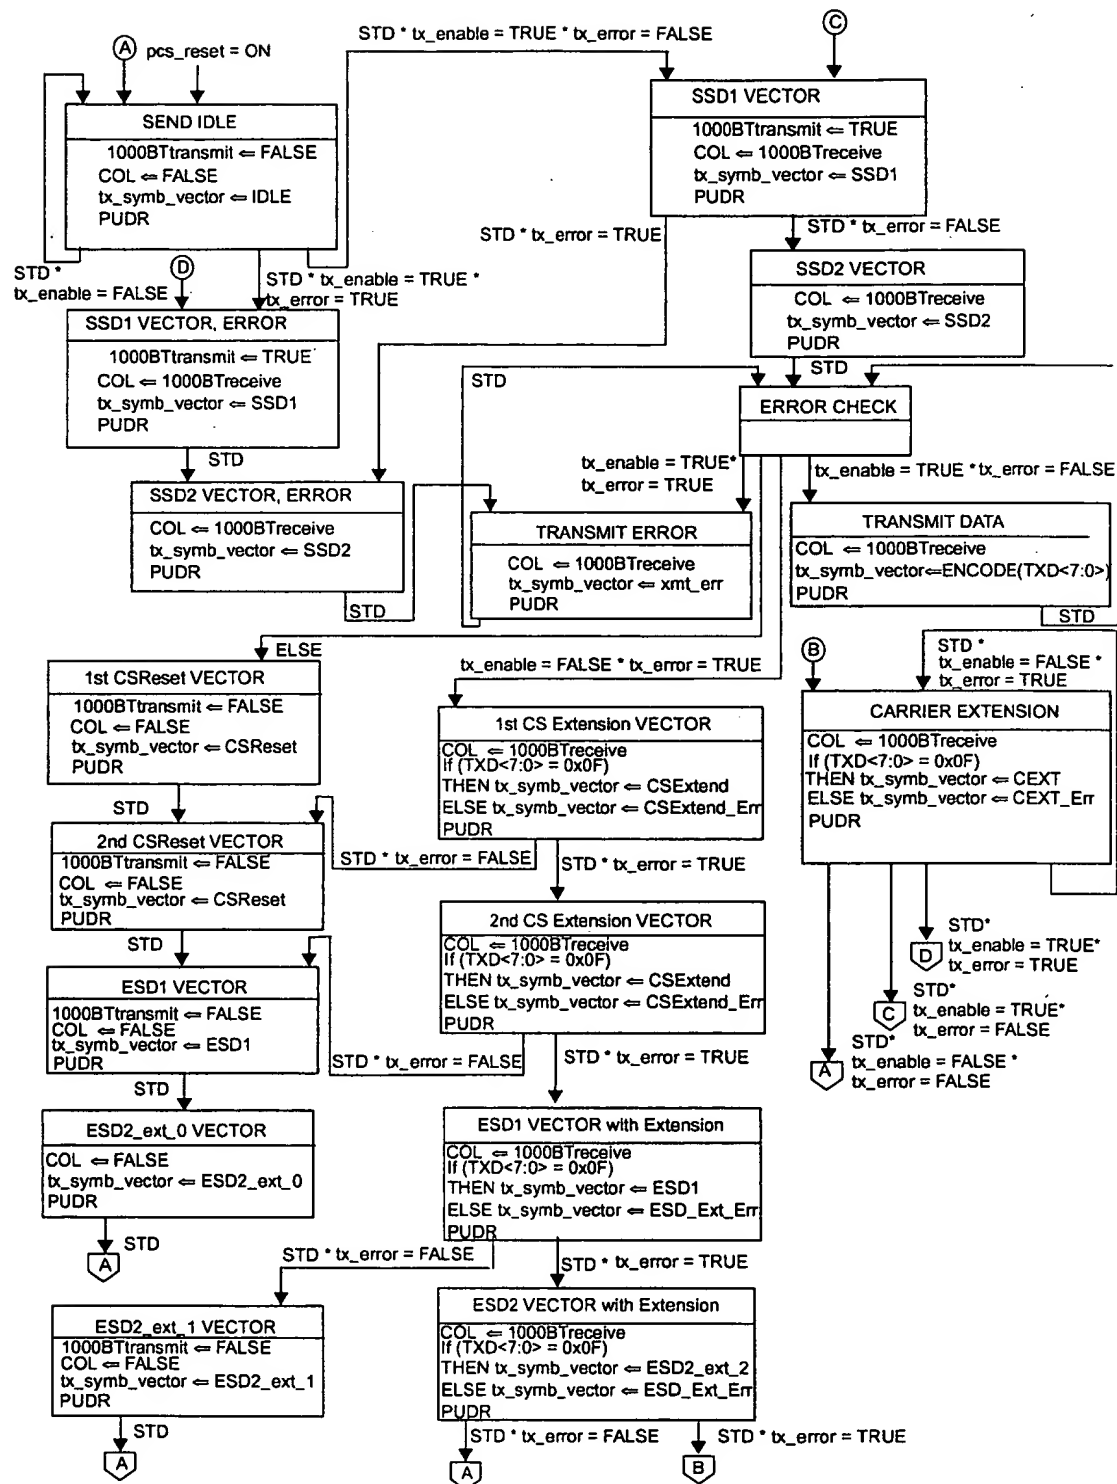 STD * tx_enable = TRUE * tx_error = FALSE
A
pcs_reset = ON
C
SEND IDLE
1000BTtransmit ⇐ FALSE
COL ⇐ FALSE
tx_symb_vector ⇐ IDLE
PUDR
SSD1 VECTOR
1000BTtransmit ⇐ TRUE
COL ⇐ 1000BTreceive
tx_symb_vector ⇐ SSD1
PUDR
STD * tx_error = TRUE
STD * tx_error = FALSE
STD *
tx_enable = FALSE
D
STD * tx_enable = TRUE *
tx_error = TRUE
SSD2 VECTOR
COL ⇐ 1000BTreceive
tx_symb_vector ⇐ SSD2
PUDR
SSD1 VECTOR, ERROR
1000BTtransmit ⇐ TRUE
COL ⇐ 1000BTreceive
tx_symb_vector ⇐ SSD1
PUDR
STD
STD
STD
ERROR CHECK
tx_enable = TRUE*
tx_error = TRUE
tx_enable = TRUE * tx_error = FALSE
SSD2 VECTOR, ERROR
COL ⇐ 1000BTreceive
tx_symb_vector ⇐ SSD2
PUDR
STD
TRANSMIT ERROR
COL ⇐ 1000BTreceive
tx_symb_vector ⇐ xmt_err
PUDR
TRANSMIT DATA
COL ⇐ 1000BTreceive
tx_symb_vector⇐ENCODE(TXD<7:0>)
PUDR
STD
ELSE
tx_enable = FALSE * tx_error = TRUE
B
STD *
tx_enable = FALSE *
tx_error = TRUE
1st CSReset VECTOR
1000BTtransmit ⇐ FALSE
COL ⇐ FALSE
tx_symb_vector ⇐ CSReset
PUDR
STD
1st CS Extension VECTOR
COL ⇐ 1000BTreceive
If (TXD<7:0> = 0x0F)
THEN tx_symb_vector ⇐ CSExtend
ELSE tx_symb_vector ⇐ CSExtend_Err
PUDR
CARRIER EXTENSION
COL ⇐ 1000BTreceive
If (TXD<7:0> = 0x0F)
THEN tx_symb_vector ⇐ CEXT
ELSE tx_symb_vector ⇐ CEXT_Err
PUDR
2nd CSReset VECTOR
1000BTtransmit ⇐ FALSE
COL ⇐ FALSE
tx_symb_vector ⇐ CSReset
PUDR
STD * tx_error = FALSE
STD * tx_error = TRUE
STD
2nd CS Extension VECTOR
COL ⇐ 1000BTreceive
If (TXD<7:0> = 0x0F)
THEN tx_symb_vector ⇐ CSExtend
ELSE tx_symb_vector ⇐ CSExtend_Err
PUDR
STD*
tx_enable = TRUE*
tx_error = TRUE
D
STD*
tx_enable = TRUE*
tx_error = FALSE
C
STD*
tx_enable = FALSE *
tx_error = FALSE
A
ESD1 VECTOR
1000BTtransmit ⇐ FALSE
COL ⇐ FALSE
tx_symb_vector ⇐ ESD1
PUDR
STD * tx_error = FALSE
STD * tx_error = TRUE
STD
ESD2_ext_0 VECTOR
COL ⇐ FALSE
tx_symb_vector ⇐ ESD2_ext_0
PUDR
STD
A
ESD1 VECTOR with Extension
COL ⇐ 1000BTreceive
If (TXD<7:0> = 0x0F)
THEN tx_symb_vector ⇐ ESD1
ELSE tx_symb_vector ⇐ ESD_Ext_Err
PUDR
STD * tx_error = FALSE
STD * tx_error = TRUE
ESD2_ext_1 VECTOR
1000BTtransmit ⇐ FALSE
COL ⇐ FALSE
tx_symb_vector ⇐ ESD2_ext_1
PUDR
STD
A
ESD2 VECTOR with Extension
COL ⇐ 1000BTreceive
If (TXD<7:0> = 0x0F)
THEN tx_symb_vector ⇐ ESD2_ext_2
ELSE tx_symb_vector ⇐ ESD_Ext_Err
PUDR
STD * tx_error = FALSE
STD * tx_error = TRUE
A
B